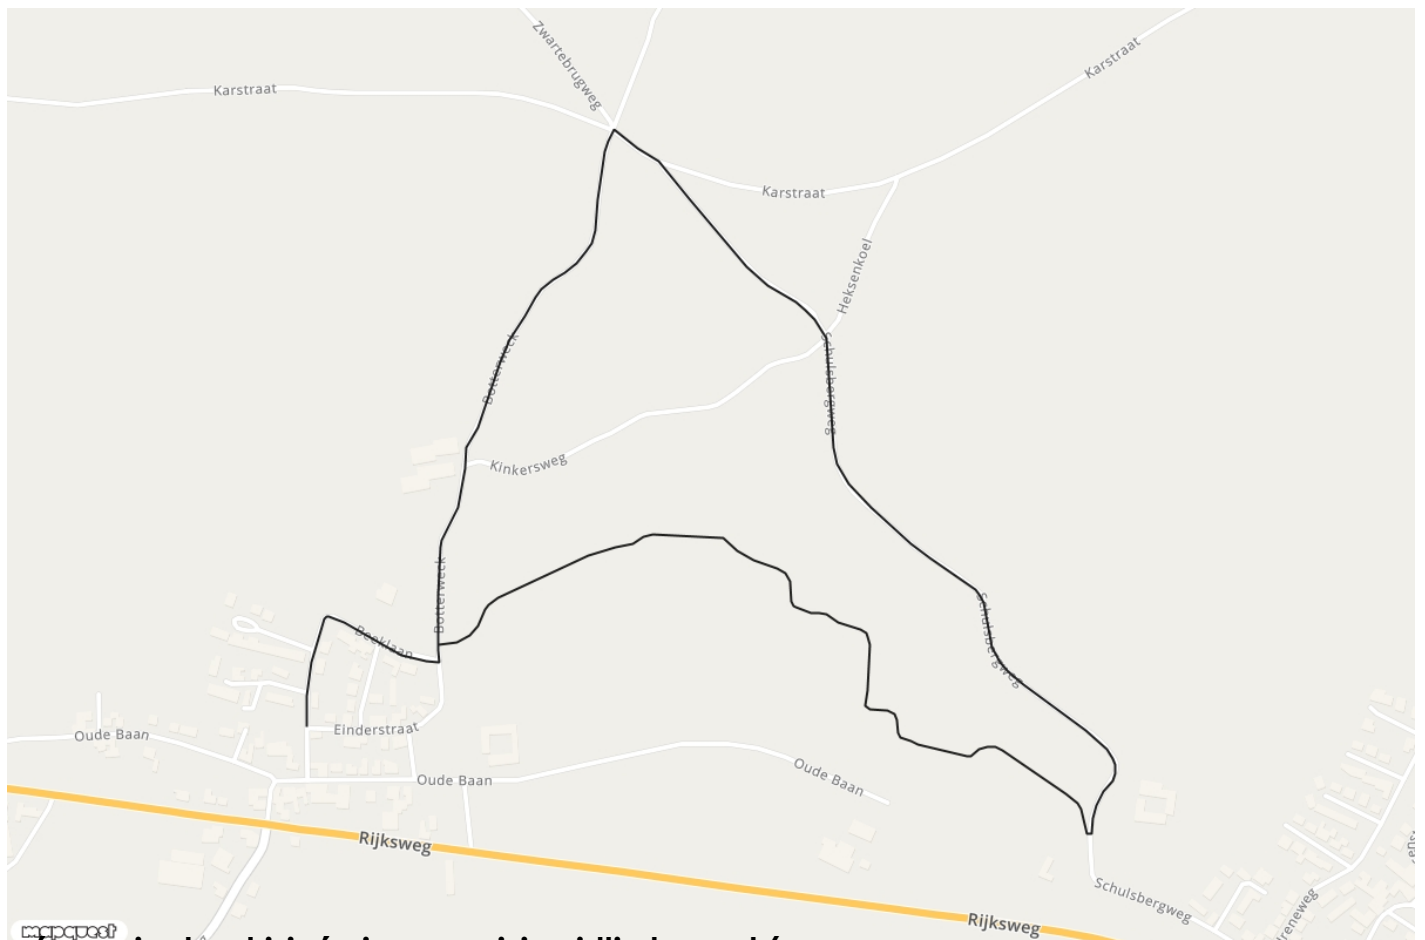 Zwartebrugweg
Karstraat
Karstraat
Karstraat
Heksenkoel
Botterweck
Schulsbergweg
Kinkersweg
Botterweck
Schulsbergweg
Beeklaan
Einderstraat
Oude Baan
Oude Baan
Oude Baan
Rijksweg
Schulsbergweg
Rijksweg
Ireneweg
mapquest